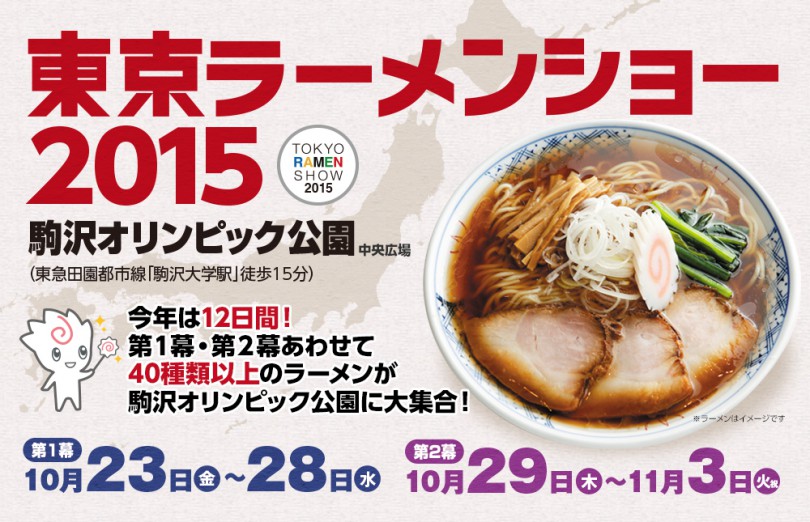 東京ラーメンショー
2015
TOKYO
RAMEN
SHOW
2015
駒沢オリンピック公園 中央広場
(東急田園都市線「駒沢大学駅」徒歩15分)
今年は12日間!
第1幕・第2幕あわせて
40種類以上のラーメンが
駒沢オリンピック公園に大集合!
※ラーメンはイメージです
第1幕
10月23日金～28日水
第2幕
10月29日木～11月3日火祝